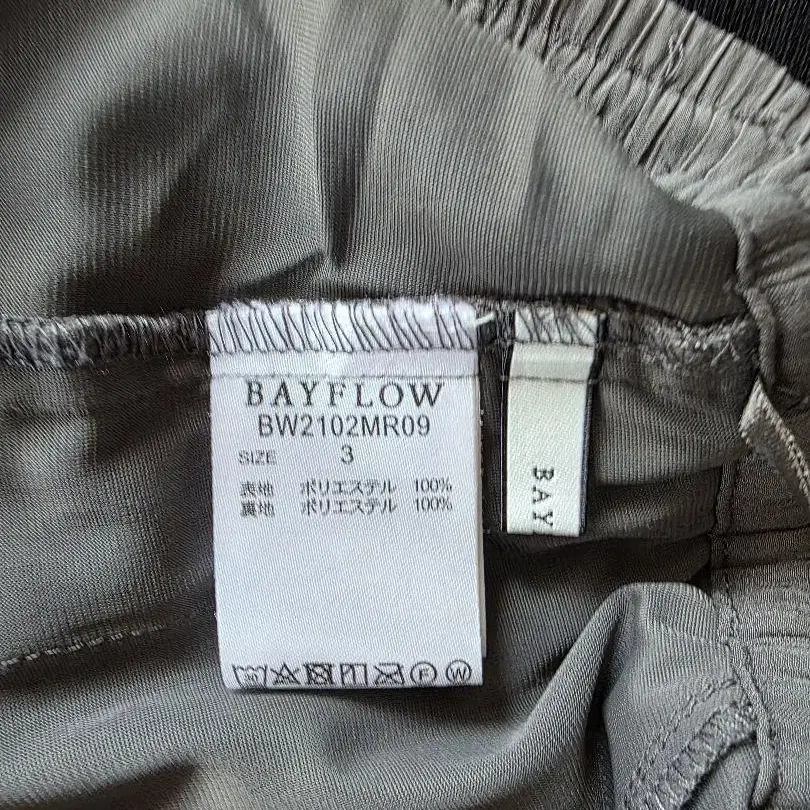 BAYFLOW
BW2102MR09
SIZE 3
表地 ポリエステル 100%
裏地 ポリエステル 100%
F W
BAY